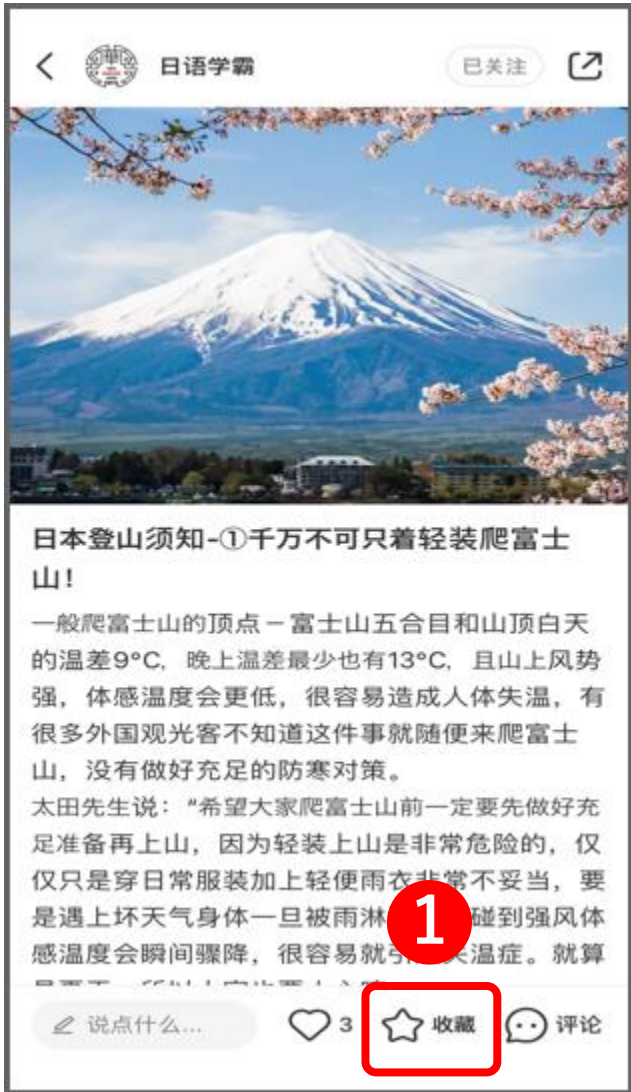 日语学霸
已关注
日本登山须知-①千万不可只着轻装爬富士
山!
一般爬富士山的顶点－富士山五合目和山顶白天
的温差9°C，晚上温差最少也有13°C，且山上风势
强，体感温度会更低，很容易造成人体失温，有
很多外国观光客不知道这件事就随便来爬富士
山，没有做好充足的防寒对策。
太田先生说：“希望大家爬富士山前一定要先做好充
足准备再上山，因为轻装上山是非常危险的，仅
仅只是穿日常服装加上轻便雨衣非常不妥当，要
是遇上坏天气身体一旦被雨淋 碰到强风体
感温度会瞬间骤降，很容易就引 失温症。就算
1
说点什么...
3
收藏
评论